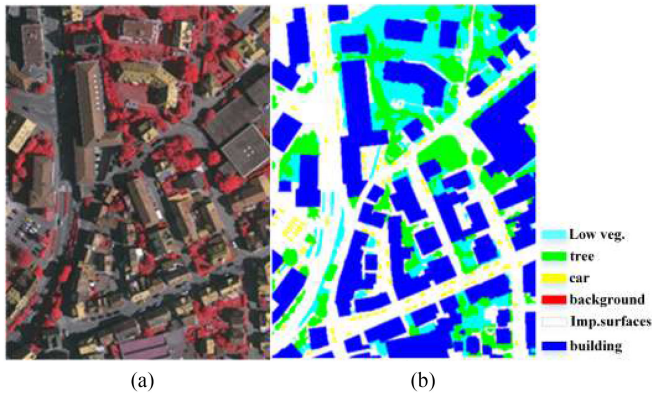 Low veg.
tree
car
background
Imp.surfaces
building
(a)
(b)